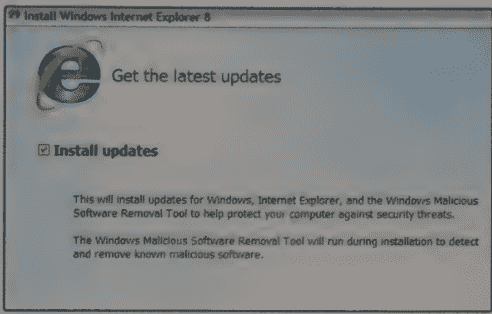 Install Windows Internet Explorer 8
Get the latest updates
Install updates
This will install updates for Windows, Internet Explorer, and the Windows Malicious
Software Removal Tool to help protect your computer against security threats.
The Windows Malicious Software Removal Tool will run during installation to detect
and remove known malicious software.